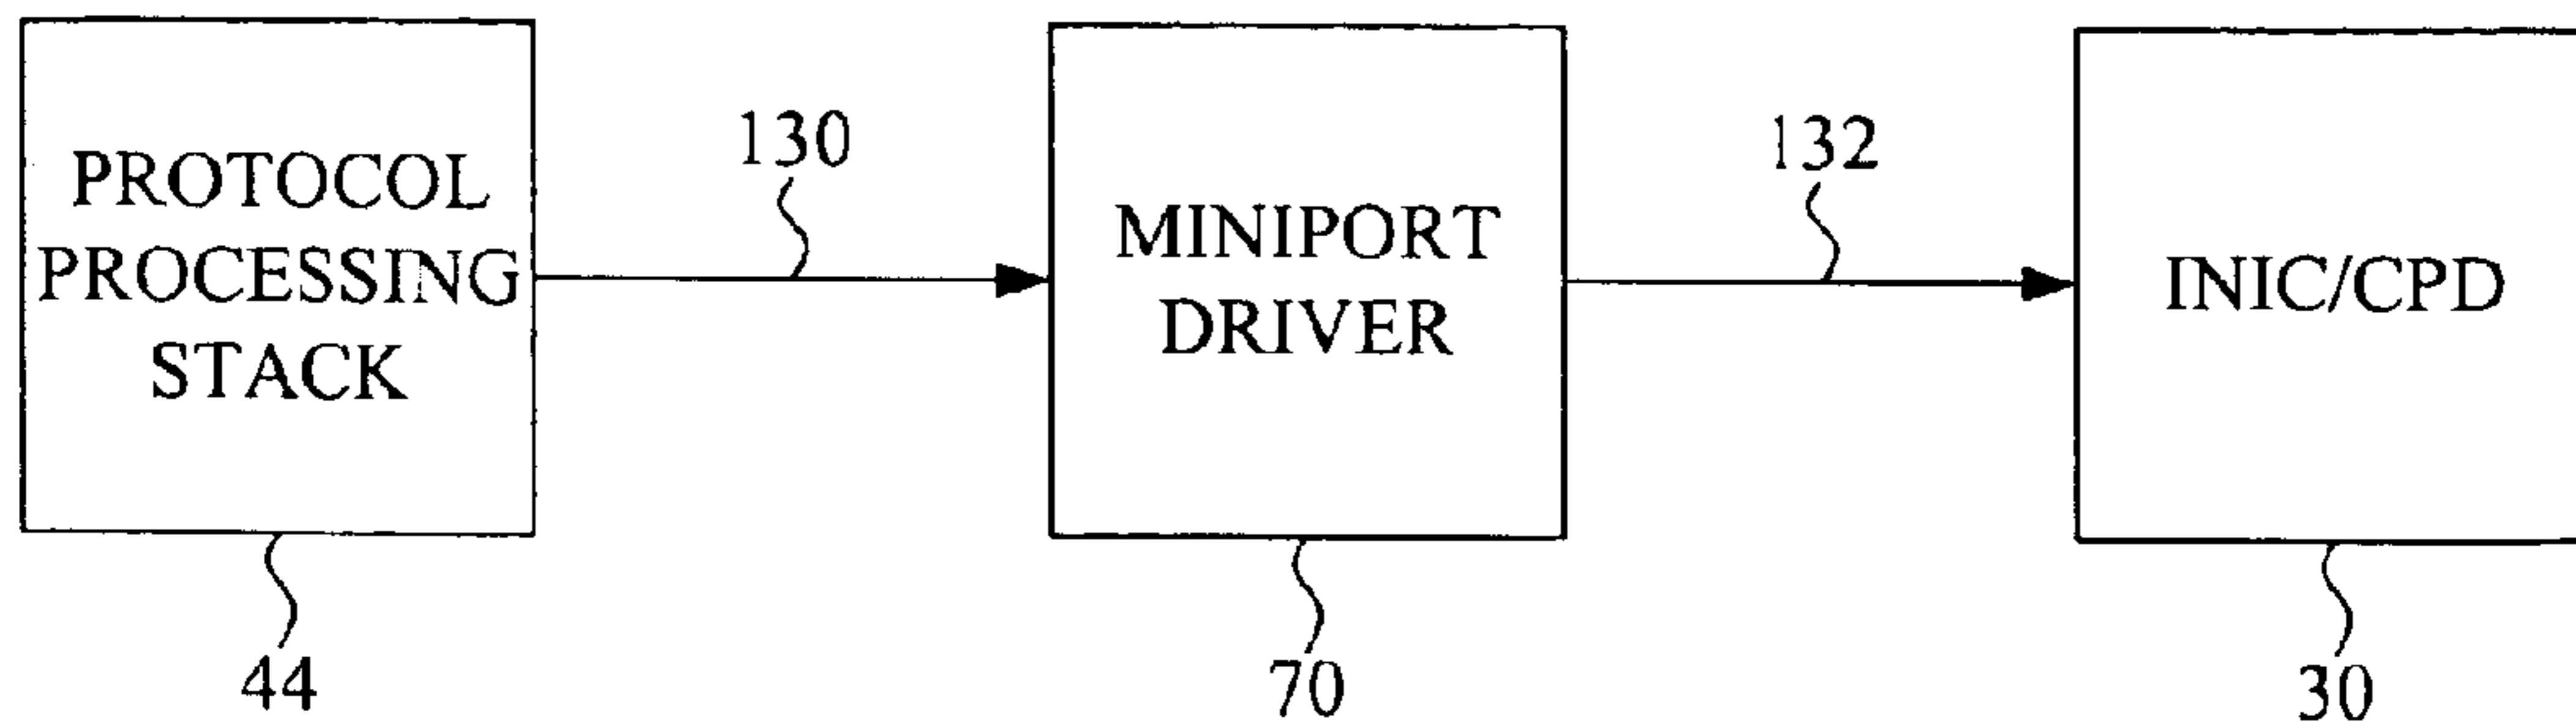 PROTOCOL
PROCESSING
STACK
130
MINIPORT
DRIVER
132
INIC/CPD
44
70
30